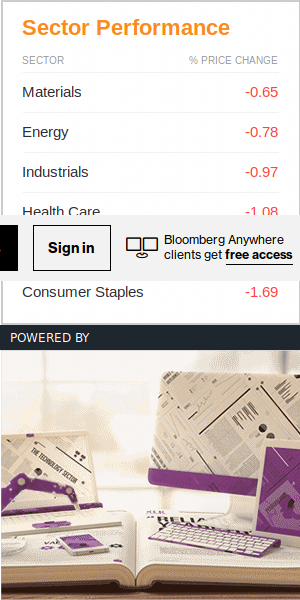 Sector Performance
SECTOR % PRICE CHANGE
Materials -0.65
Energy -0.78
Industrials -0.97
Health Care -1.08
Sign in
Bloomberg Anywhere
clients get free access
Consumer Staples -1.69
POWERED BY
THE TECHNOLOGY SECTOR